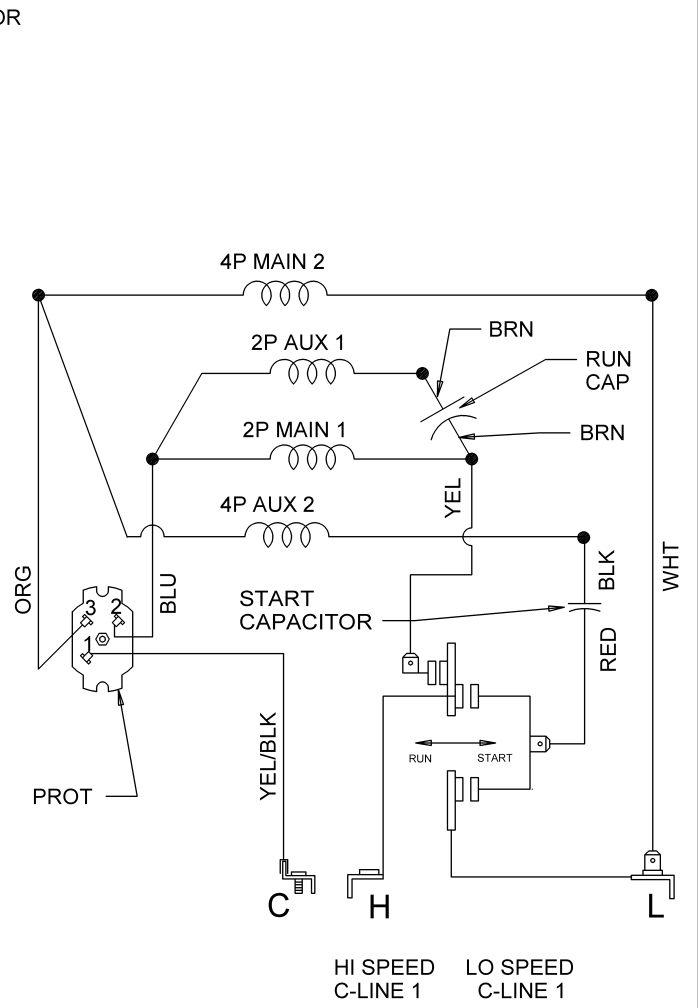 OR
4P MAIN 2
BRN
2P AUX 1
RUN
CAP
2P MAIN 1
BRN
YEL
4P AUX 2
WHT
BLK
ORG
BLU
START
CAPACITOR
3 2
1
RED
YEL/BLK
RUN
START
PROT
C
H
L
HI SPEED
C-LINE 1
LO SPEED
C-LINE 1